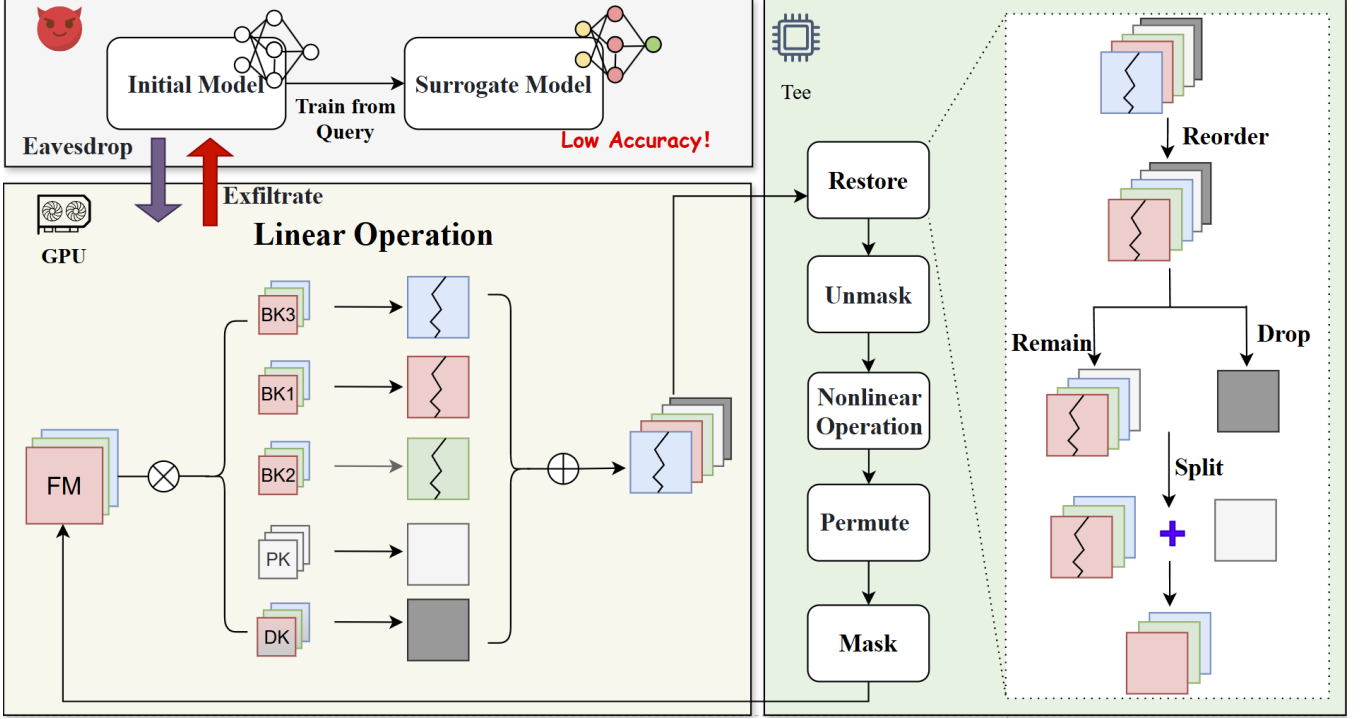 Initial Model
Train from
Query
Surrogate Model
Low Accuracy!
Eavesdrop
Exfiltrate
GPU
Linear Operation
BK3
BK1
BK2
PK
DK
FM
Tee
Restore
Unmask
Nonlinear
Operation
Permute
Mask
Reorder
Remain
Drop
Split